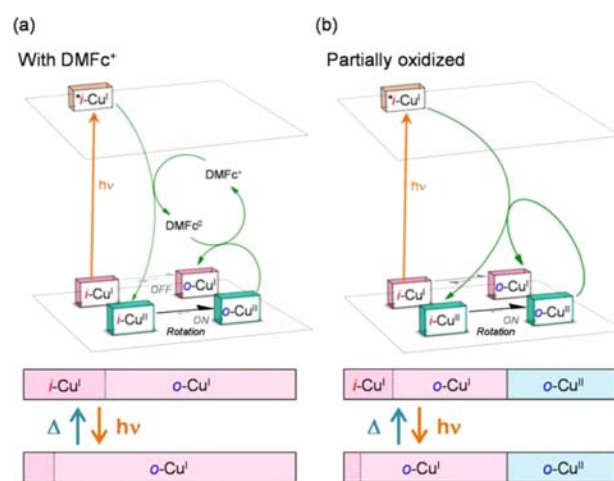 (a)
With DMFc⁺
*i-Cuᴵ
hν
DMFc⁺
DMFc⁰
OFF
i-Cuᴵ
o-Cuᴵ
i-Cuᴵᴵ
o-Cuᴵᴵ
ON
Rotation
i-Cuᴵ
o-Cuᴵ
Δ
hν
o-Cuᴵ
(b)
Partially oxidized
*i-Cuᴵ
hν
i-Cuᴵ
o-Cuᴵ
i-Cuᴵᴵ
o-Cuᴵᴵ
ON
Rotation
i-Cuᴵ
o-Cuᴵ
o-Cuᴵᴵ
Δ
hν
o-Cuᴵ
o-Cuᴵᴵ